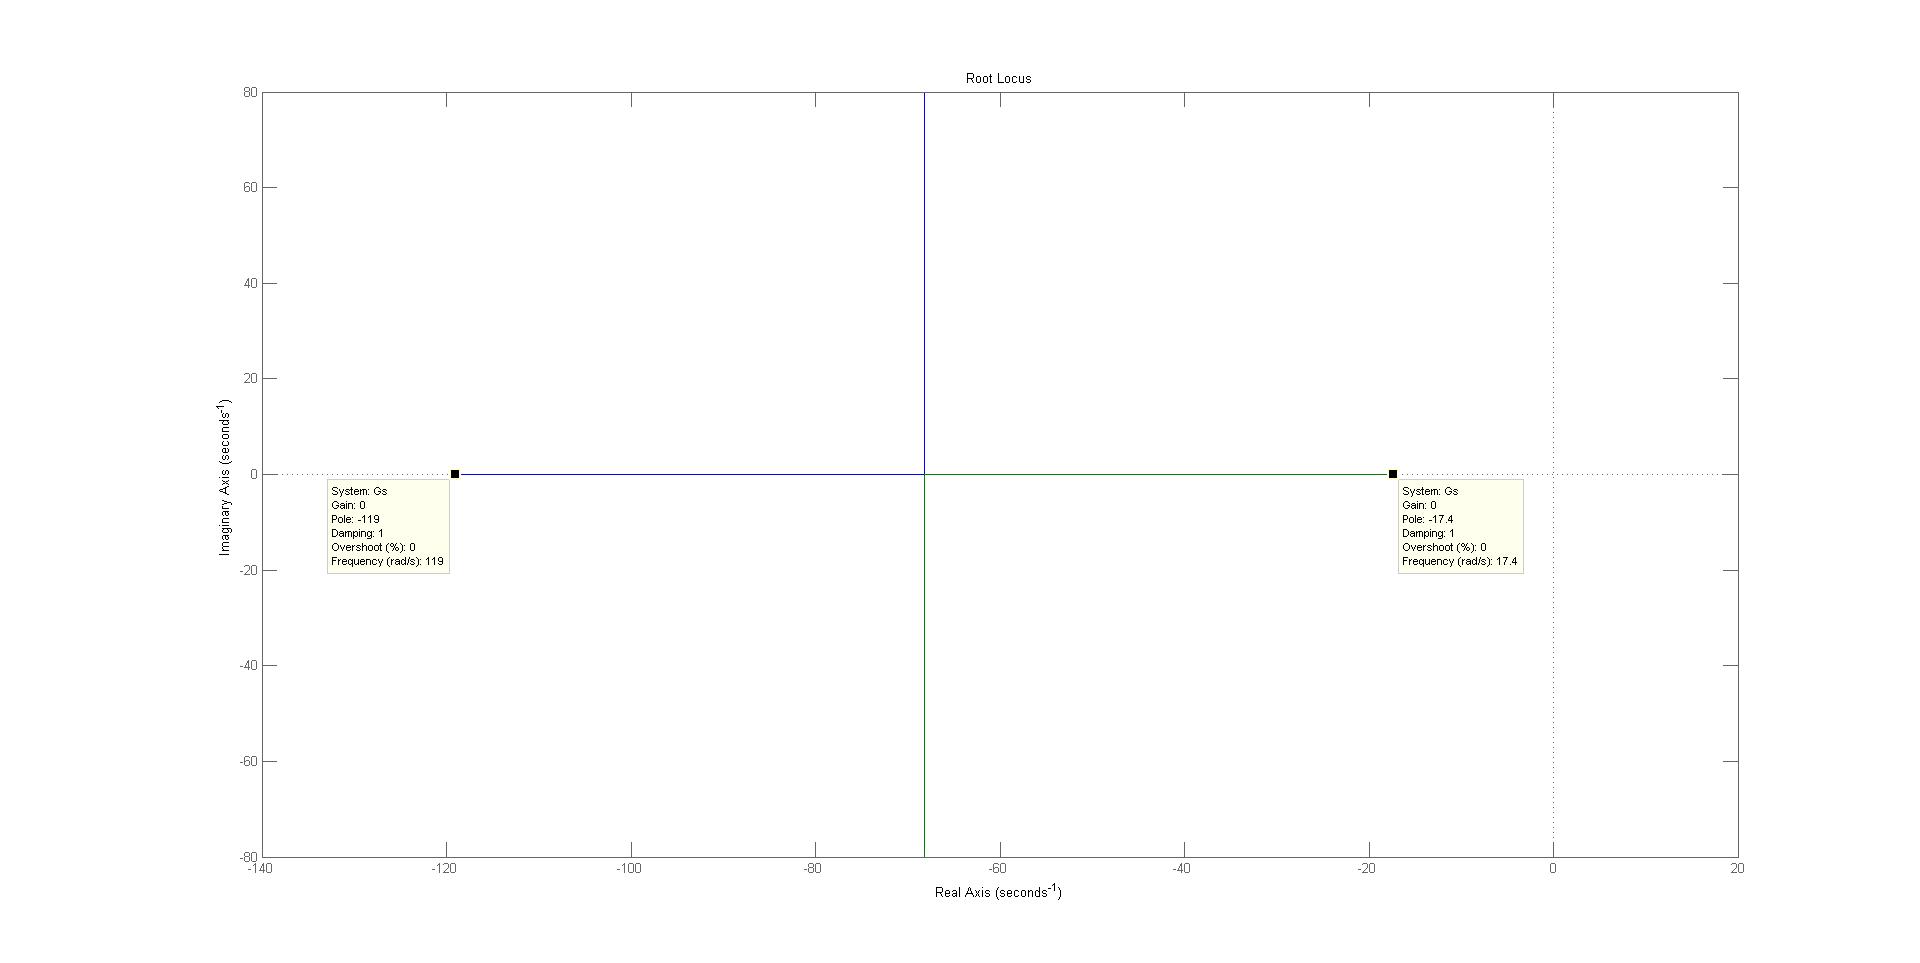 Root Locus
80
60
40
20
0
-20
-40
-60
-80
Imaginary Axis (seconds⁻¹)
System: Gs
Gain: 0
Pole: -119
Damping: 1
Overshoot (%): 0
Frequency (rad/s): 119
System: Gs
Gain: 0
Pole: -17.4
Damping: 1
Overshoot (%): 0
Frequency (rad/s): 17.4
-140 -120 -100 -80 -60 -40 -20 0 20
Real Axis (seconds⁻¹)